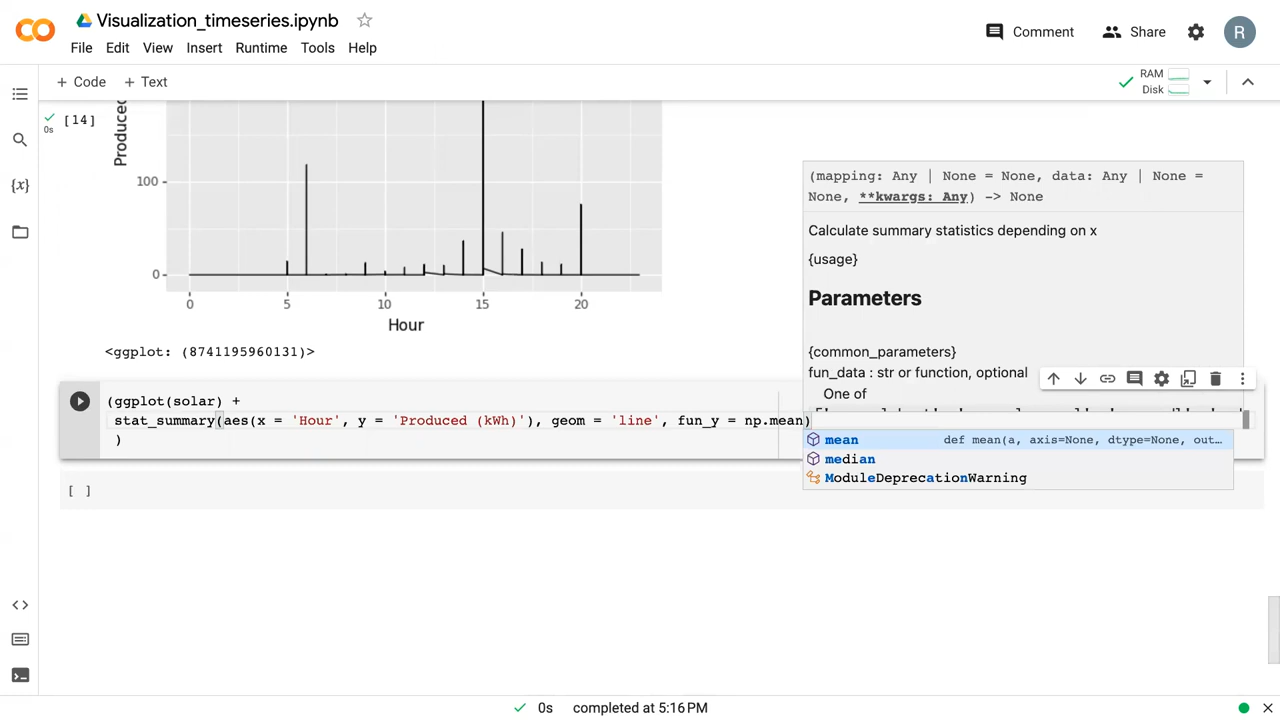 Visualization_timeseries.ipynb
File Edit View Insert Runtime Tools Help
Comment
Share
R
+ Code + Text
RAM
Disk
0s
[14]
Produced
100
0
0 5 10 15 20
Hour
<ggplot: (8741195960131)>
(mapping: Any | None = None, data: Any | None =
None, **kwargs: Any) -> None
Calculate summary statistics depending on x
{usage}
Parameters
{common_parameters}
fun_data : str or function, optional
One of
(ggplot(solar) +
stat_summary(aes(x = 'Hour', y = 'Produced (kWh)'), geom = 'line', fun_y = np.mean)
)
mean def mean(a, axis=None, dtype=None, out…
median
ModuleDeprecationWarning
[ ]
{x}
0s completed at 5:16 PM